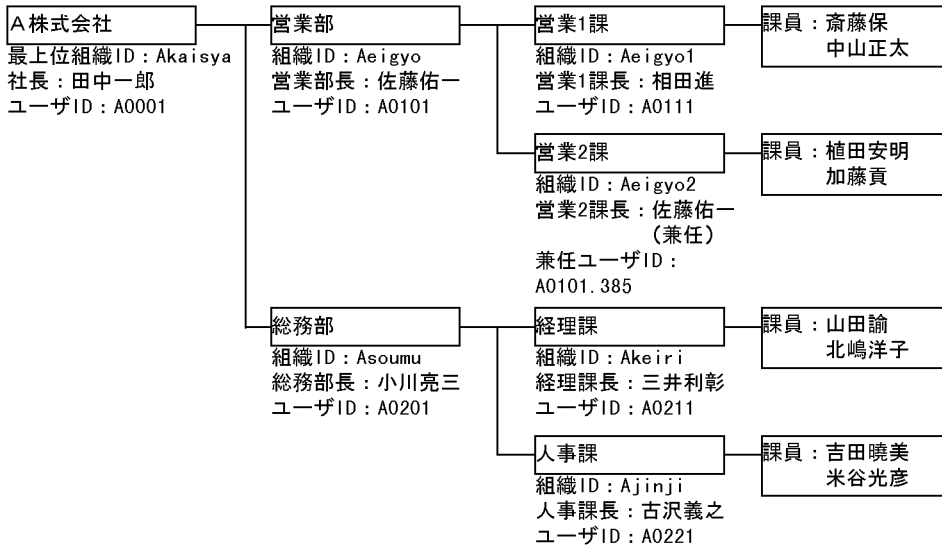 A株式会社
最上位組織ID：Akaisya
社長：田中一郎
ユーザID：A0001
営業部
組織ID：Aeigyo
営業部長：佐藤佑一
ユーザID：A0101
営業1課
組織ID：Aeigyo1
営業1課長：相田進
ユーザID：A0111
課員：斎藤保
中山正太
営業2課
組織ID：Aeigyo2
営業2課長：佐藤佑一
（兼任）
兼任ユーザID：
A0101.385
課員：植田安明
加藤貢
総務部
組織ID：Asoumu
総務部長：小川亮三
ユーザID：A0201
経理課
組織ID：Akeiri
経理課長：三井利彰
ユーザID：A0211
課員：山田諭
北嶋洋子
人事課
組織ID：Ajinji
人事課長：古沢義之
ユーザID：A0221
課員：吉田曉美
米谷光彦